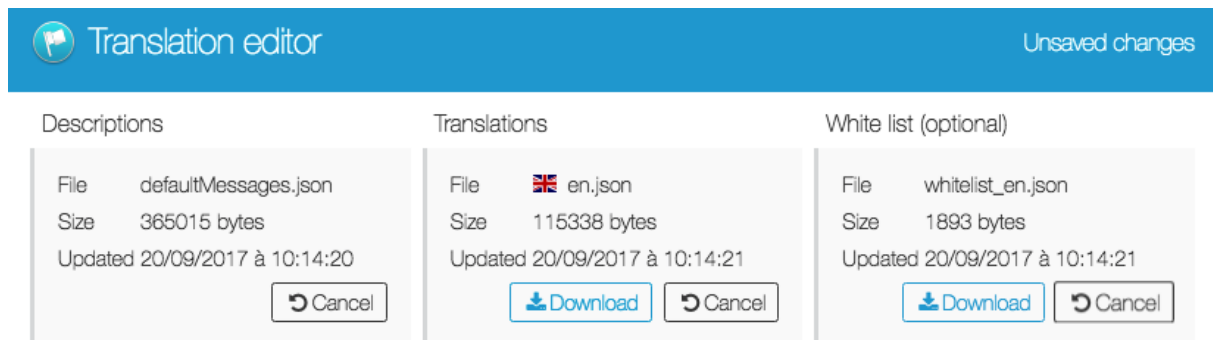 Translation editor
Unsaved changes
Descriptions
File defaultMessages.json
Size 365015 bytes
Updated 20/09/2017 à 10:14:20
Cancel
Translations
File en.json
Size 115338 bytes
Updated 20/09/2017 à 10:14:21
Download Cancel
White list (optional)
File whitelist_en.json
Size 1893 bytes
Updated 20/09/2017 à 10:14:21
Download Cancel